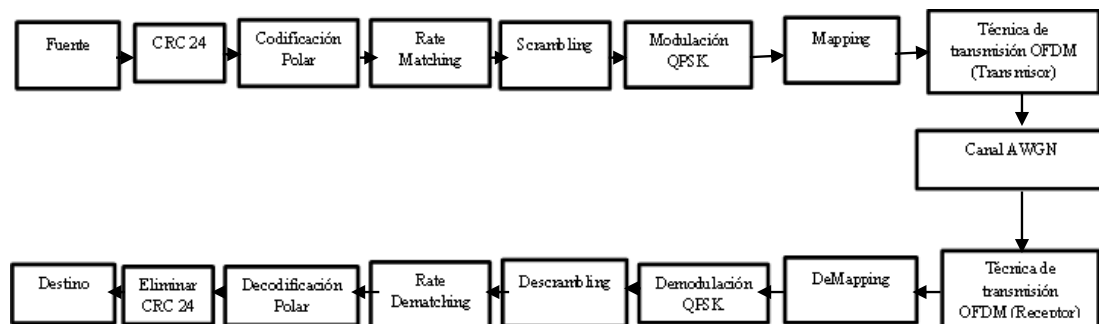 Fuente
CRC 24
Codificación
Polar
Rate
Matching
Scrambling
Modulación
QPSK
Mapping
Técnica de
transmisión OFDM
(Transmisor)
Canal AWGN
Destino
Eliminar
CRC 24
Decodificación
Polar
Rate
Dematching
Descrambling
Demodulación
QPSK
DeMapping
Técnica de
transmisión
OFDM (Receptor)